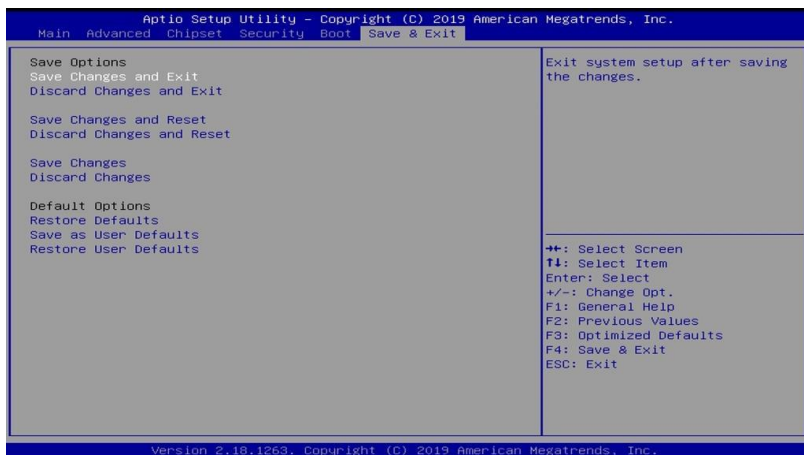 Aptio Setup Utility – Copyright (C) 2019 American Megatrends, Inc.
Main Advanced Chipset Security Boot Save & Exit
Save Options
Save Changes and Exit
Discard Changes and Exit
Save Changes and Reset
Discard Changes and Reset
Save Changes
Discard Changes
Default Options
Restore Defaults
Save as User Defaults
Restore User Defaults
Exit system setup after saving
the changes.
→←: Select Screen
↑↓: Select Item
Enter: Select
+/-: Change Opt.
F1: General Help
F2: Previous Values
F3: Optimized Defaults
F4: Save & Exit
ESC: Exit
Version 2.18.1263. Copyright (C) 2019 American Megatrends, Inc.